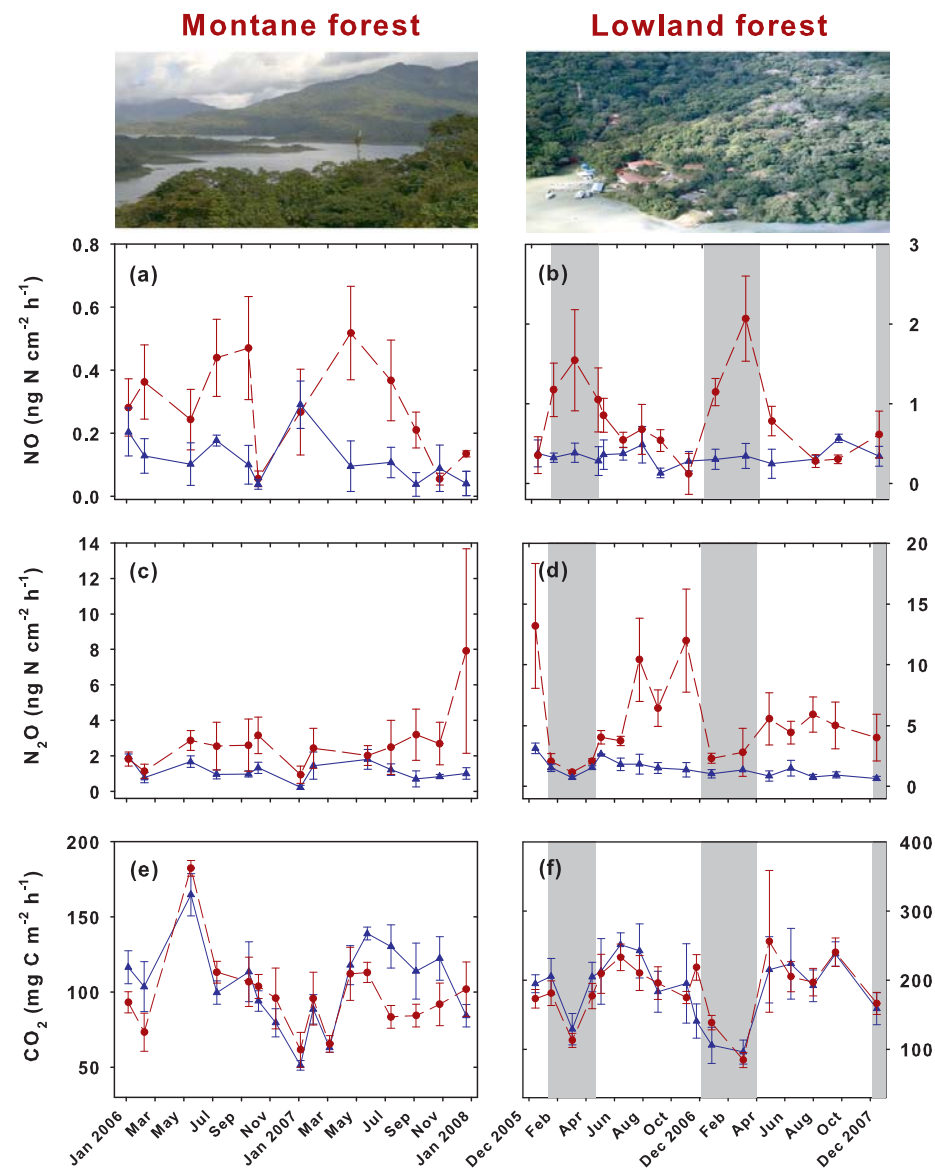 Montane forest
Lowland forest
NO (ng N cm⁻² h⁻¹)
0.8
0.6
0.4
0.2
0.0
(a)
(b)
3
2
1
0
N₂O (ng N cm⁻² h⁻¹)
14
12
10
8
6
4
2
0
(c)
(d)
20
15
10
5
0
CO₂ (mg C m⁻² h⁻¹)
200
150
100
50
(e)
(f)
400
300
200
100
Jan 2006
Mar
May
Jul
Sep
Nov
Jan 2007
Mar
May
Jul
Sep
Nov
Jan 2008
Dec 2005
Feb
Apr
Jun
Aug
Oct
Dec 2006
Feb
Apr
Jun
Aug
Oct
Dec 2007